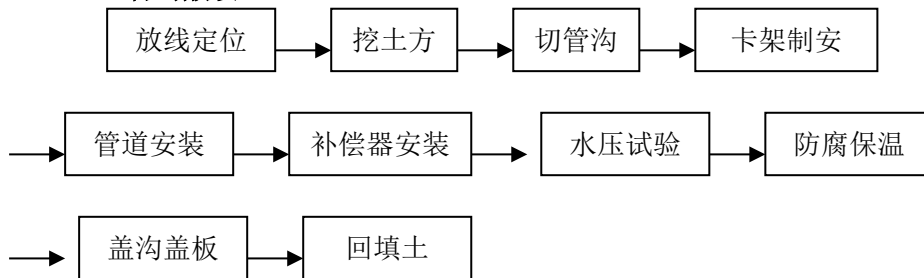 放线定位 挖土方 切管沟 卡架制安
管道安装 补偿器安装 水压试验 防腐保温
盖沟盖板 回填土